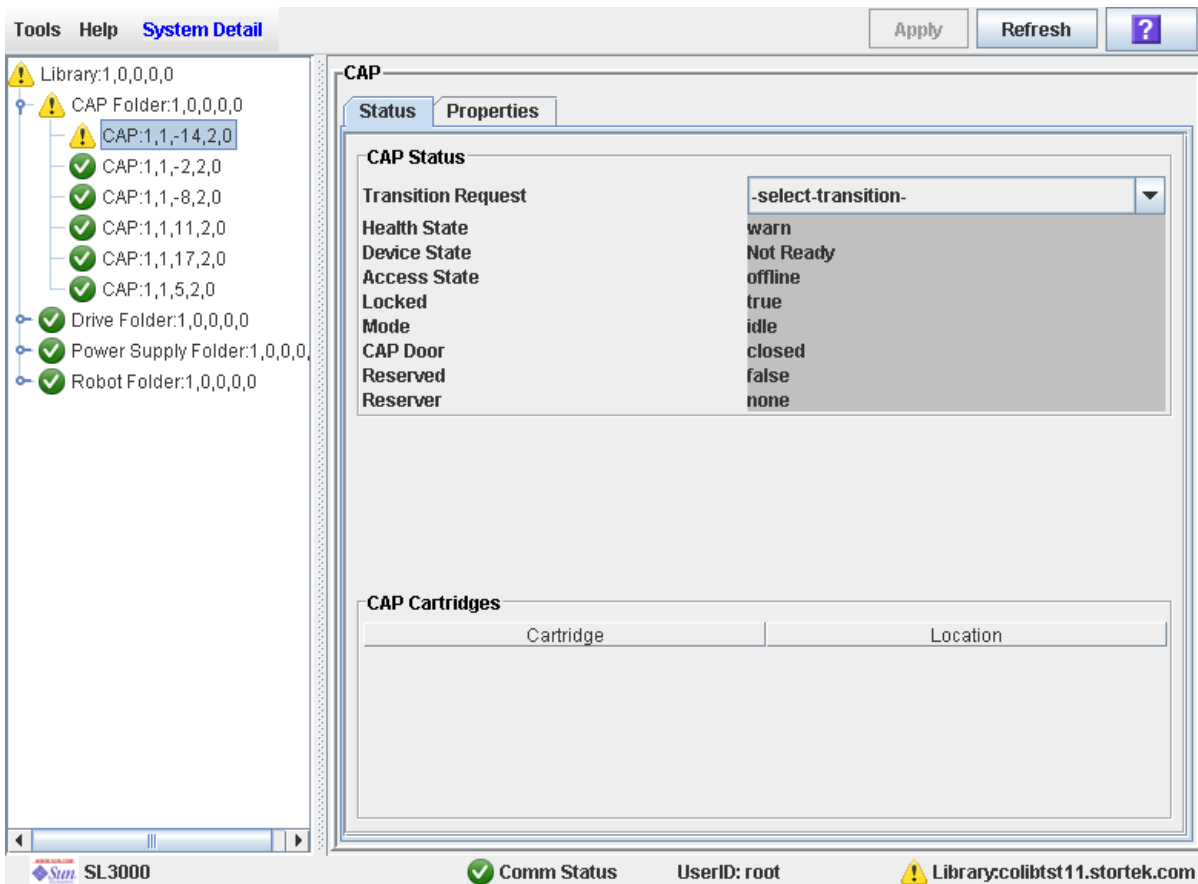 Tools Help System Detail
Apply
Refresh
?
Library:1,0,0,0,0
CAP Folder:1,0,0,0,0
CAP:1,1,-14,2,0
CAP:1,1,-2,2,0
CAP:1,1,-8,2,0
CAP:1,1,11,2,0
CAP:1,1,17,2,0
CAP:1,1,5,2,0
Drive Folder:1,0,0,0,0
Power Supply Folder:1,0,0,0,
Robot Folder:1,0,0,0,0
CAP
Status Properties
CAP Status
Transition Request -select-transition-
Health State warn
Device State Not Ready
Access State offline
Locked true
Mode idle
CAP Door closed
Reserved false
Reserver none
CAP Cartridges
Cartridge Location
Sun SL3000 Comm Status UserID: root Library:colibtst11.stortek.com